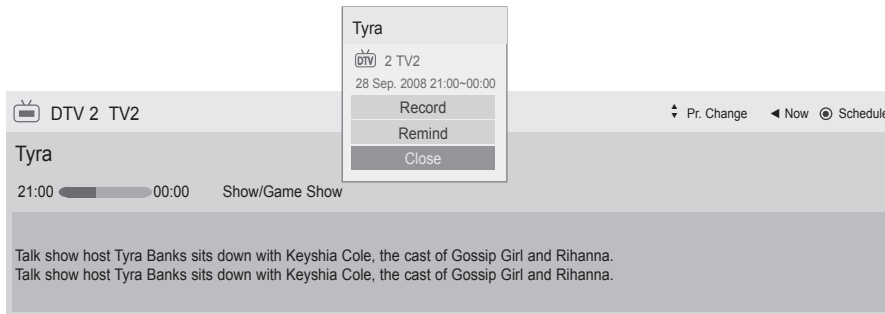 Tyra
DTV 2 TV2
28 Sep. 2008 21:00~00:00
Record
Remind
Close
DTV 2 TV2
Pr. Change
Now
Schedule
Tyra
21:00 00:00 Show/Game Show
Talk show host Tyra Banks sits down with Keyshia Cole, the cast of Gossip Girl and Rihanna.
Talk show host Tyra Banks sits down with Keyshia Cole, the cast of Gossip Girl and Rihanna.